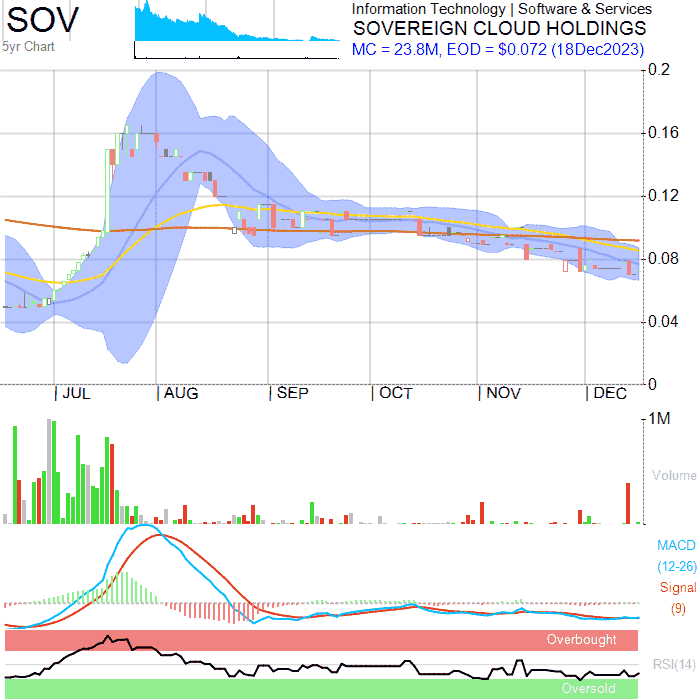 SOV
5yr Chart
Information Technology | Software & Services
SOVEREIGN CLOUD HOLDINGS
MC = 23.8M, EOD = $0.072 (18Dec2023)
0.2
0.16
0.12
0.08
0.04
0
JUL AUG SEP OCT NOV DEC
1M
Volume
MACD
(12-26)
Signal
(9)
Overbought
RSI(14)
Oversold